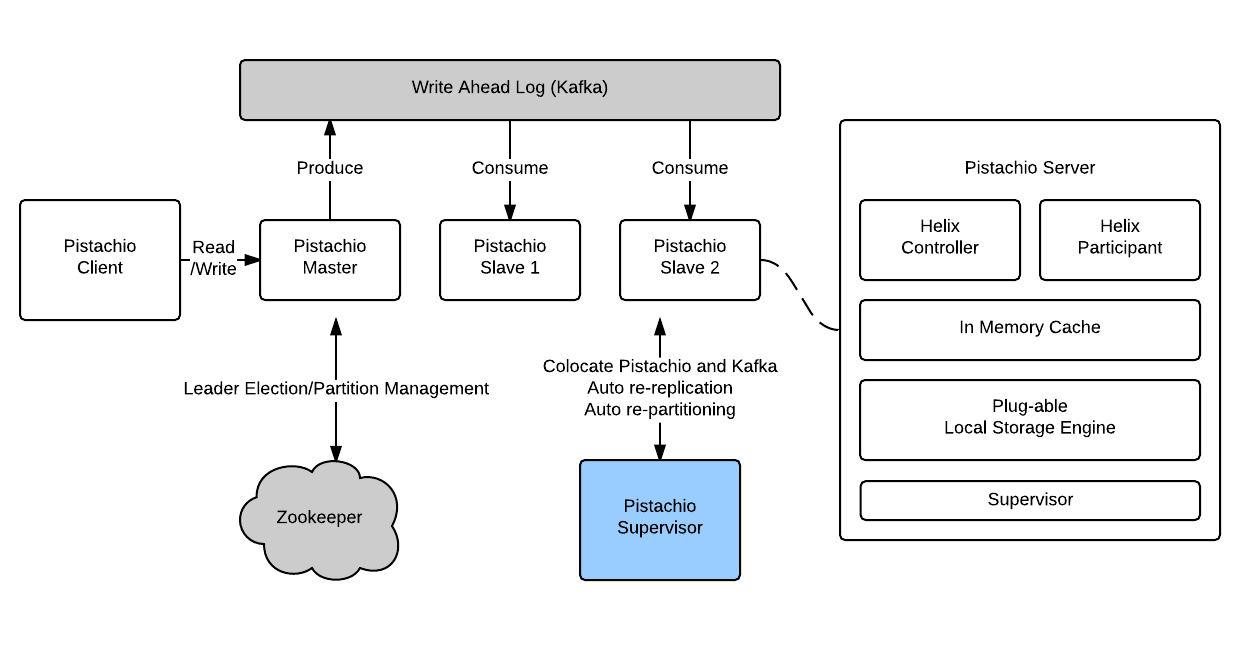 Write Ahead Log (Kafka)
Produce
Consume
Consume
Pistachio Server
Pistachio
Client
Read
/Write
Pistachio
Master
Pistachio
Slave 1
Pistachio
Slave 2
Helix
Controller
Helix
Participant
In Memory Cache
Leader Election/Partition Management
Colocate Pistachio and Kafka
Auto re-replication
Auto re-partitioning
Plug-able
Local Storage Engine
Zookeeper
Pistachio
Supervisor
Supervisor